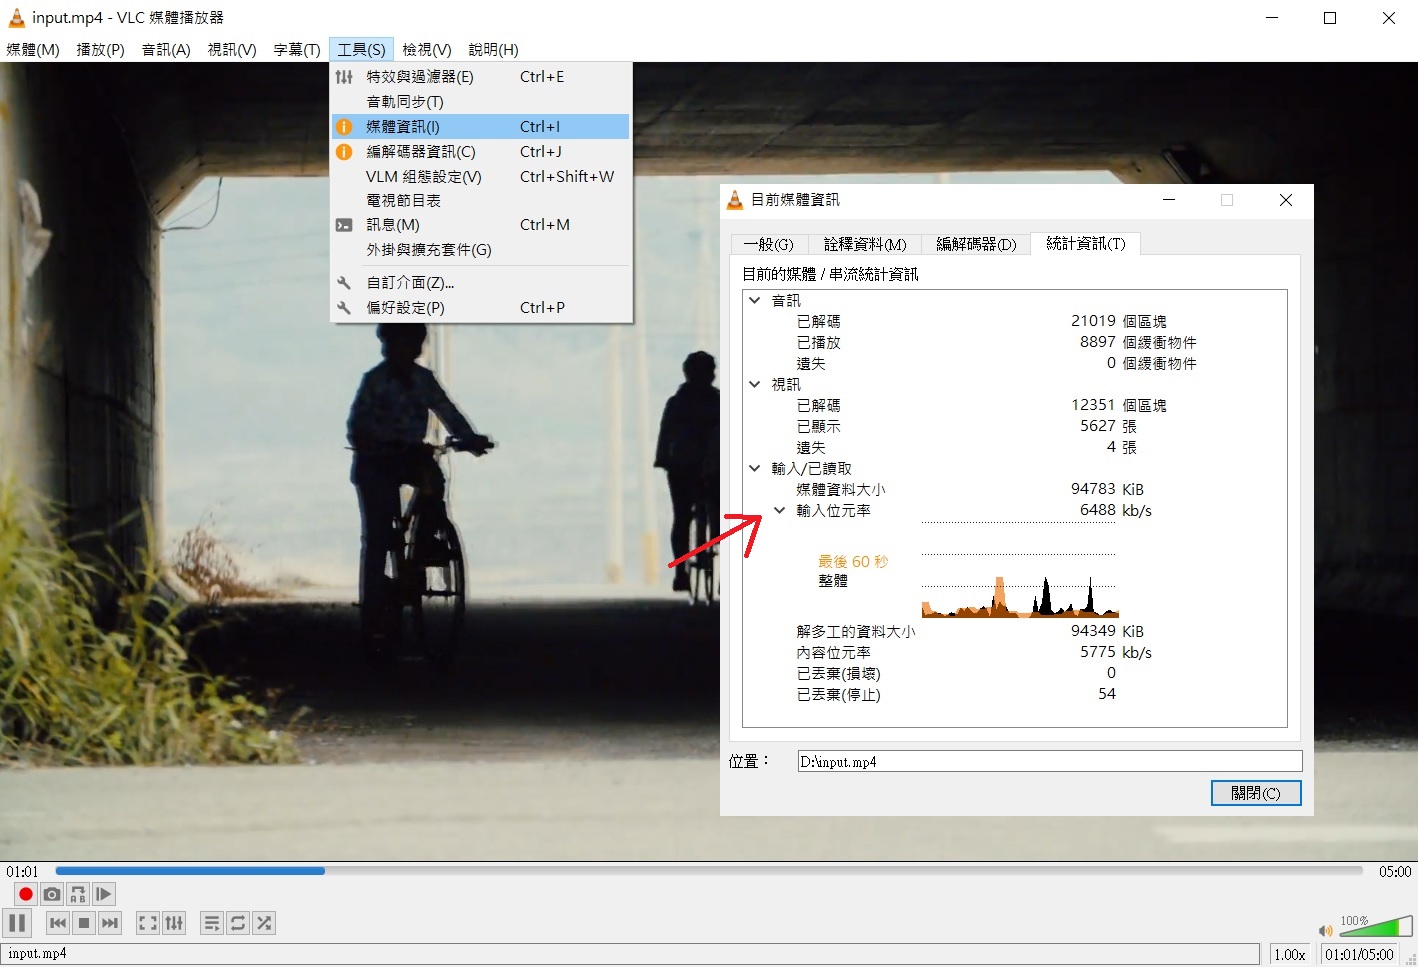 input.mp4 - VLC 媒體播放器
媒體(M) 播放(P) 音訊(A) 視訊(V) 字幕(T) 工具(S) 檢視(V) 說明(H)
特效與過濾器(E) Ctrl+E
音軌同步(T)
媒體資訊(I) Ctrl+I
編解碼器資訊(C) Ctrl+J
VLM 組態設定(V) Ctrl+Shift+W
電視節目表
訊息(M) Ctrl+M
外掛與擴充套件(G)
自訂介面(Z)...
偏好設定(P) Ctrl+P
目前媒體資訊
一般(G) 詮釋資料(M) 編解碼器(D) 統計資訊(T)
目前的媒體 / 串流統計資訊
音訊
已解碼 21019 個區塊
已播放 8897 個緩衝物件
遺失 0 個緩衝物件
視訊
已解碼 12351 個區塊
已顯示 5627 張
遺失 4 張
輸入/已讀取
媒體資料大小 94783 KiB
輸入位元率 6488 kb/s
最後 60 秒
整體
解多工的資料大小 94349 KiB
內容位元率 5775 kb/s
已丟棄(損壞) 0
已丟棄(停止) 54
位置： D:\input.mp4
關閉(C)
01:01 05:00
A B
100%
input.mp4 1.00x 01:01/05:00